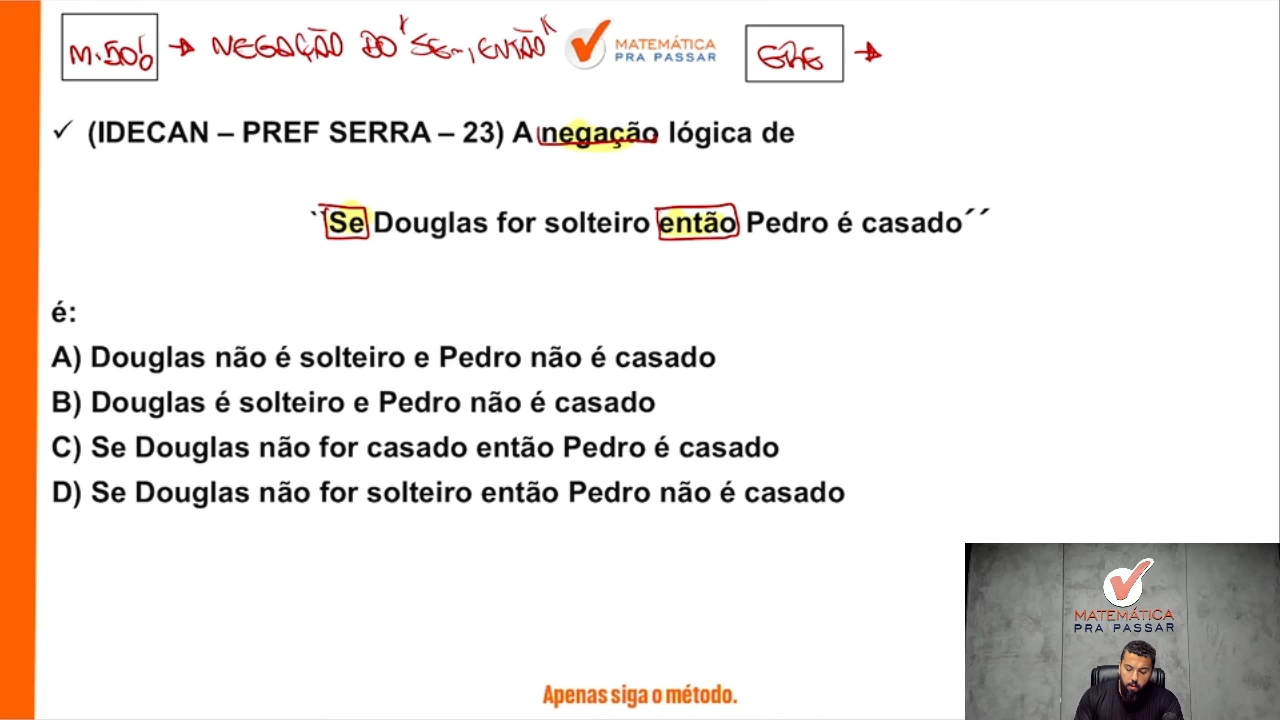 M.50! → NEGAÇÃO DO "SE..., ENTÃO"
MATEMÁTICA
PRA PASSAR
✓ (IDECAN – PREF SERRA – 23) A negação lógica de
``Se Douglas for solteiro então Pedro é casado´´
é:
A) Douglas não é solteiro e Pedro não é casado
B) Douglas é solteiro e Pedro não é casado
C) Se Douglas não for casado então Pedro é casado
D) Se Douglas não for solteiro então Pedro não é casado
MATEMÁTICA
PRA PASSAR
Apenas siga o método.